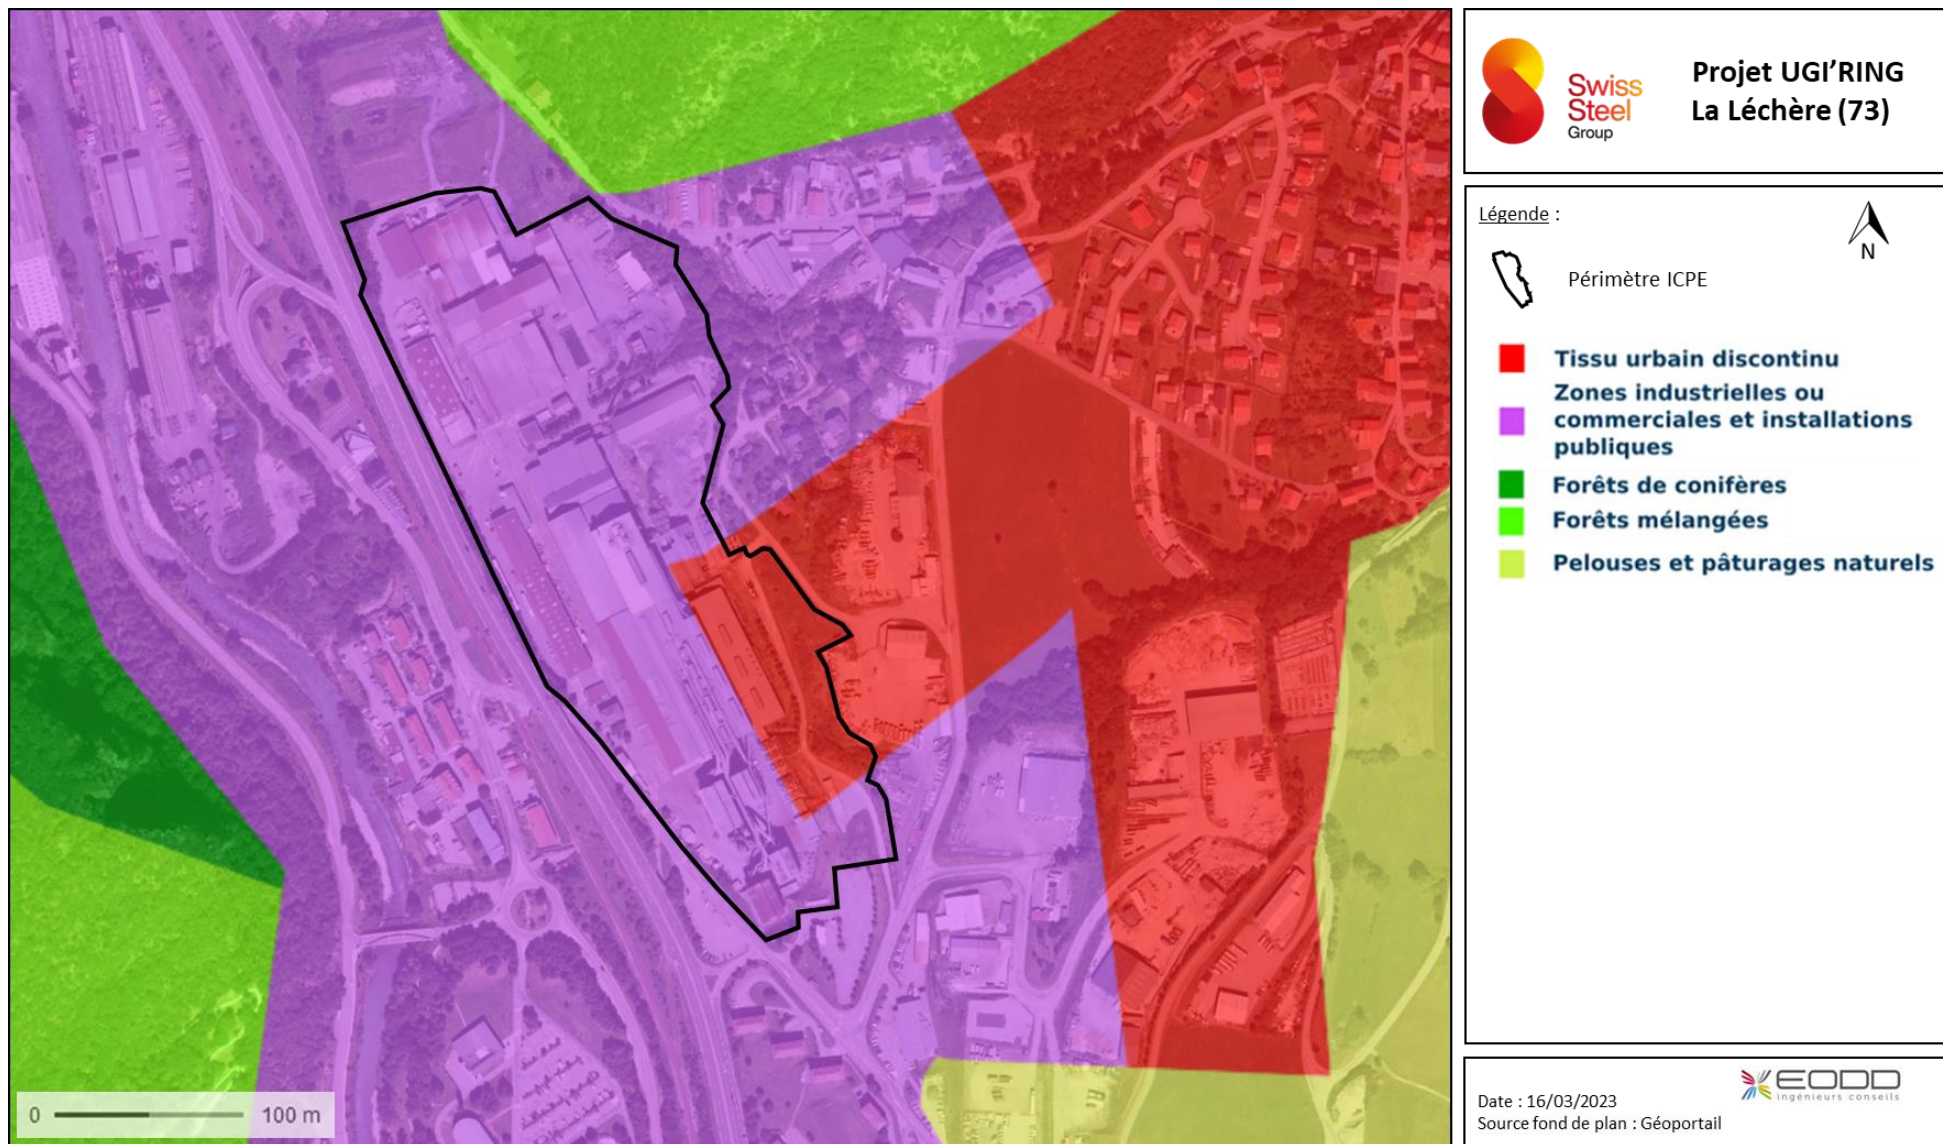 Swiss
Steel
Group
Projet UGI’RING
La Léchère (73)
Légende :
N
Périmètre ICPE
Tissu urbain discontinu
Zones industrielles ou
commerciales et installations
publiques
Forêts de conifères
Forêts mélangées
Pelouses et pâturages naturels
0 100 m
EODD
ingénieurs conseils
Date : 16/03/2023
Source fond de plan : Géoportail